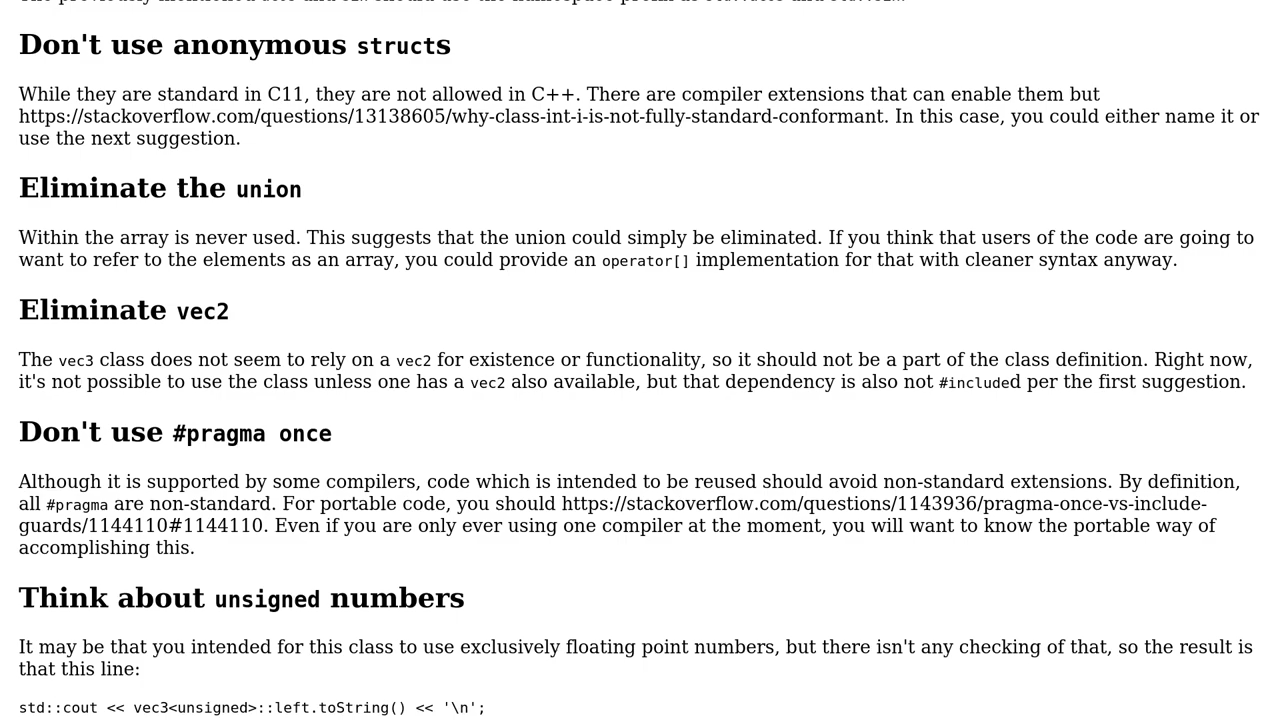 Don't use anonymous structs
While they are standard in C11, they are not allowed in C++. There are compiler extensions that can enable them but
https://stackoverflow.com/questions/13138605/why-class-int-i-is-not-fully-standard-conformant. In this case, you could either name it or
use the next suggestion.
Eliminate the union
Within the array is never used. This suggests that the union could simply be eliminated. If you think that users of the code are going to
want to refer to the elements as an array, you could provide an operator[] implementation for that with cleaner syntax anyway.
Eliminate vec2
The vec3 class does not seem to rely on a vec2 for existence or functionality, so it should not be a part of the class definition. Right now,
it's not possible to use the class unless one has a vec2 also available, but that dependency is also not #included per the first suggestion.
Don't use #pragma once
Although it is supported by some compilers, code which is intended to be reused should avoid non-standard extensions. By definition,
all #pragma are non-standard. For portable code, you should https://stackoverflow.com/questions/1143936/pragma-once-vs-include-
guards/1144110#1144110. Even if you are only ever using one compiler at the moment, you will want to know the portable way of
accomplishing this.
Think about unsigned numbers
It may be that you intended for this class to use exclusively floating point numbers, but there isn't any checking of that, so the result is
that this line:
std::cout << vec3<unsigned>::left.toString() << '\n';